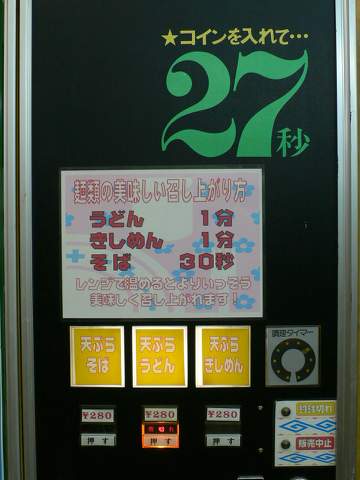 ★コインを入れて…
27
秒
麺類の美味しい召し上がり方
うどん 1分
きしめん 1分
そば 30秒
レンジで温めるとよりいっそう
美味しく召し上がれます!
天ぷら
そば
天ぷら
うどん
天ぷら
きしめん
調理タイマー
¥280
¥280
¥280
押す
売切れ
押す
押す
販売中止